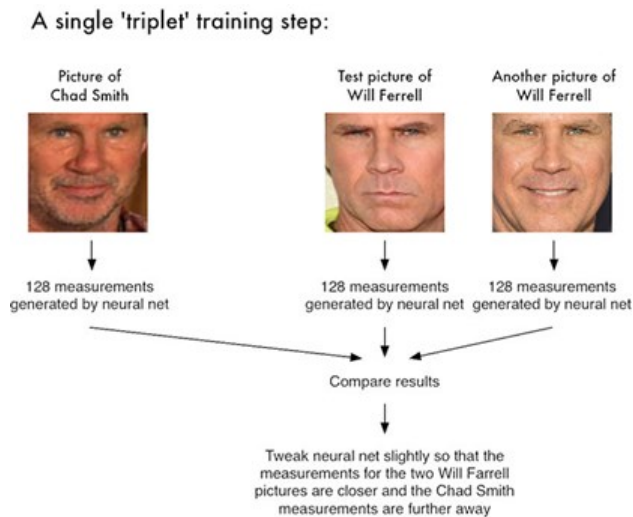 A single 'triplet' training step:
Picture of
Chad Smith
Test picture of
Will Ferrell
Another picture of
Will Ferrell
128 measurements
generated by neural net
128 measurements
generated by neural net
128 measurements
generated by neural net
Compare results
Tweak neural net slightly so that the
measurements for the two Will Farrell
pictures are closer and the Chad Smith
measurements are further away